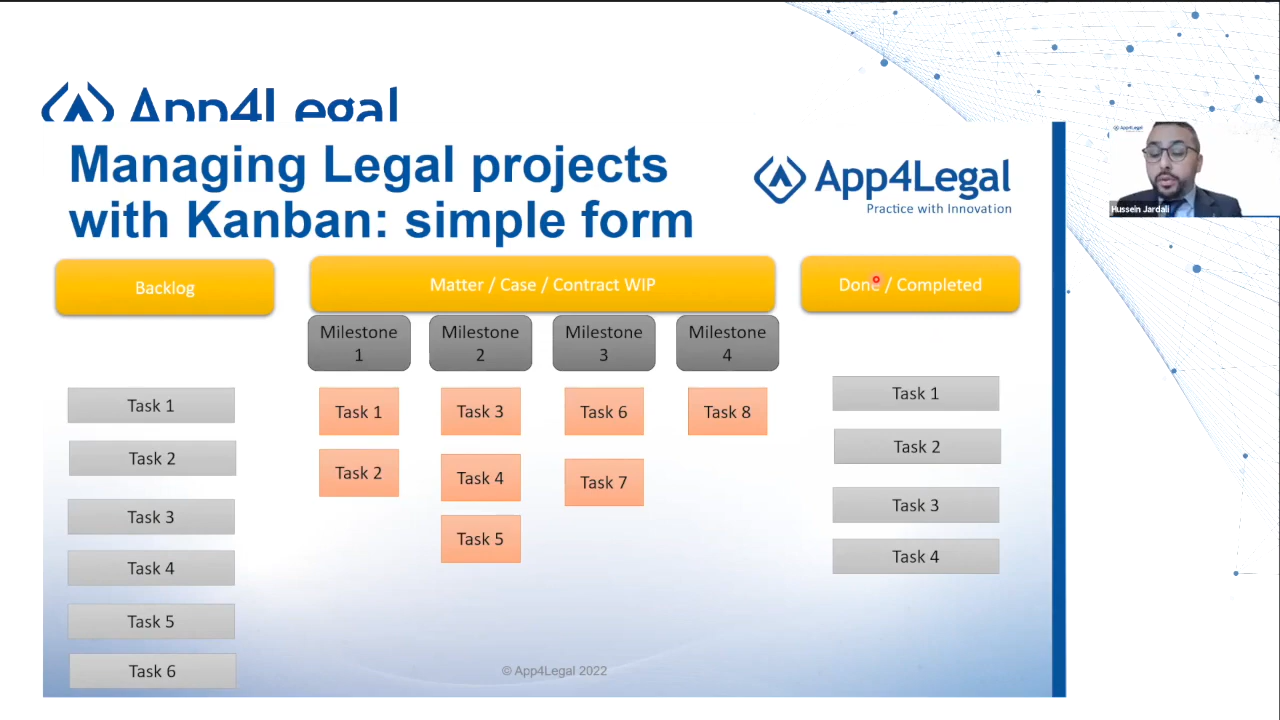 App4Legal
Managing Legal projects
with Kanban: simple form
App4Legal
Practice with Innovation
App4Legal
Hussein Jardali
Backlog
Matter / Case / Contract WIP
Done / Completed
Milestone
1
Milestone
2
Milestone
3
Milestone
4
Task 1
Task 2
Task 3
Task 4
Task 5
Task 6
Task 1
Task 2
Task 3
Task 4
Task 5
Task 6
Task 7
Task 8
Task 1
Task 2
Task 3
Task 4
© App4Legal 2022